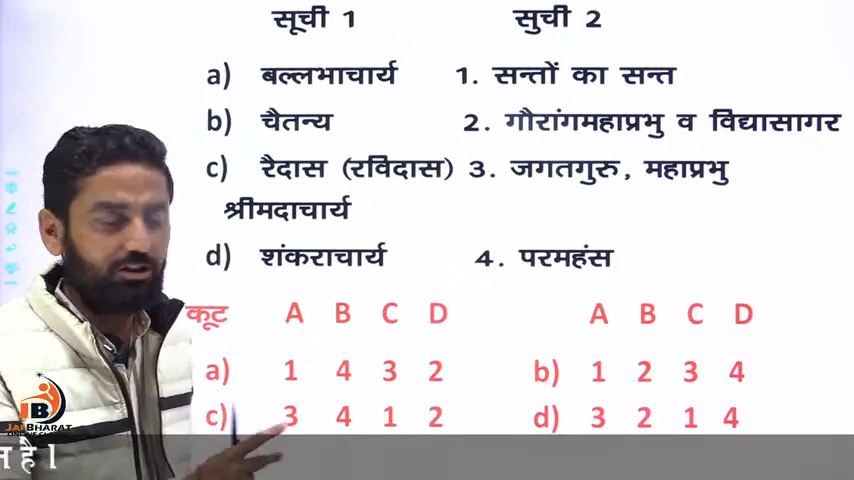 सूची 1 सुची 2
a) बल्लभाचार्य 1. सन्तों का सन्त
b) चैतन्य 2. गौरांगमहाप्रभु व विद्यासागर
c) रैदास (रविदास) 3. जगतगुरु, महाप्रभु
श्रीमदाचार्य
d) शंकराचार्य 4. परमहंस
कूट A B C D A B C D
a) 1 4 3 2 b) 1 2 3 4
c) 3 4 1 2 d) 3 2 1 4
JAI BHARAT
ONLINE CLASS
है।